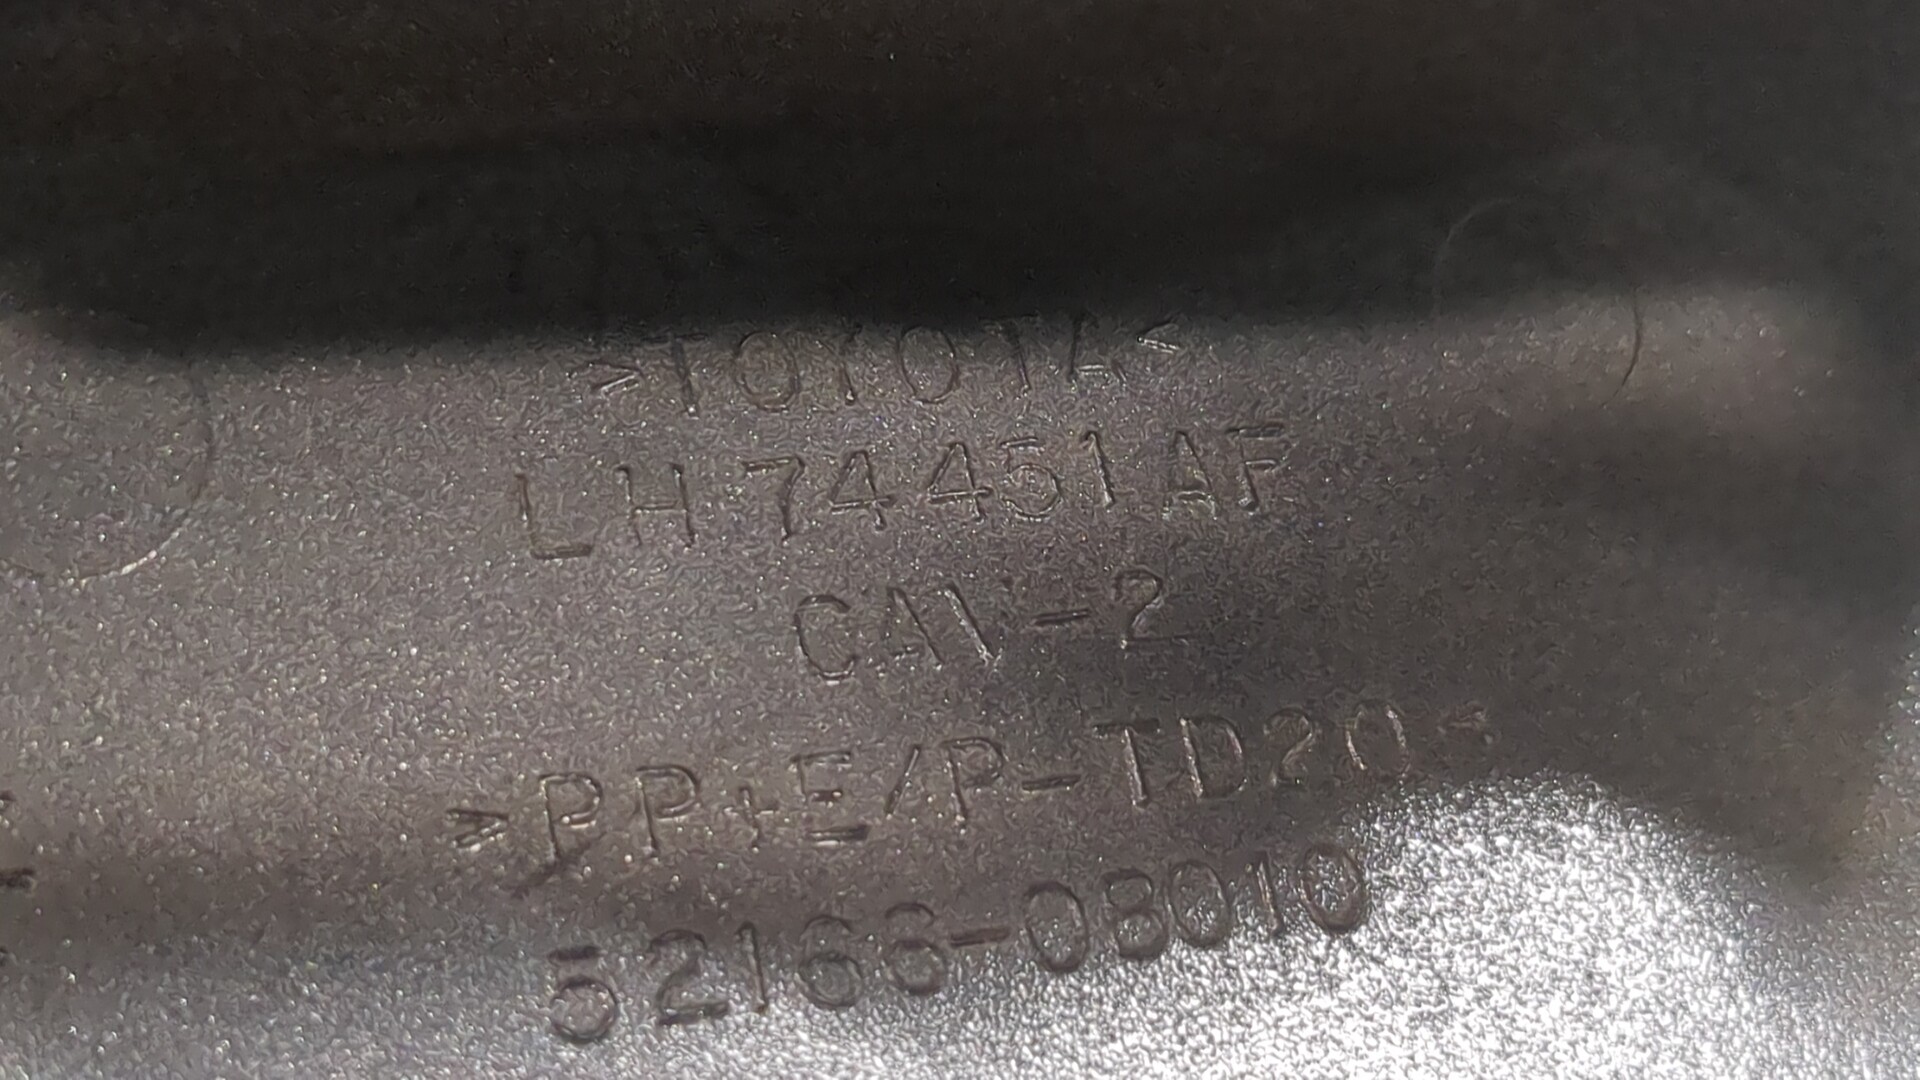 >TOYOTA<
LH 74451AF
CAV-2
>PP+E/P-TD20<
52166-08010